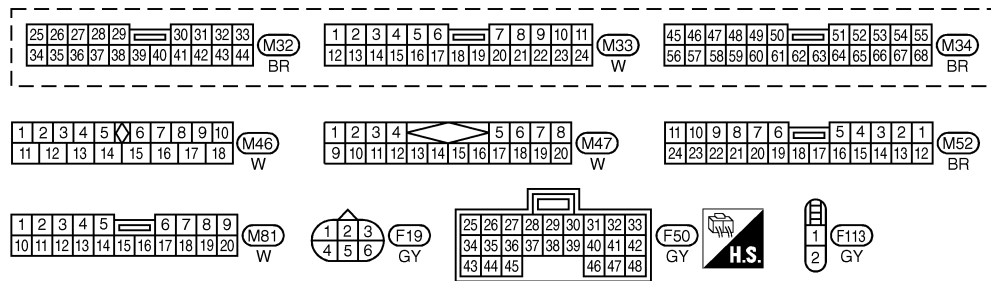 25 26 27 28 29 30 31 32 33
34 35 36 37 38 39 40 41 42 43 44
M32
BR
1 2 3 4 5 6 7 8 9 10 11
12 13 14 15 16 17 18 19 20 21 22 23 24
M33
W
45 46 47 48 49 50 51 52 53 54 55
56 57 58 59 60 61 62 63 64 65 66 67 68
M34
BR
1 2 3 4 5 6 7 8 9 10
11 12 13 14 15 16 17 18
M46
W
1 2 3 4 5 6 7 8
9 10 11 12 13 14 15 16 17 18 19 20
M47
W
11 10 9 8 7 6 5 4 3 2 1
24 23 22 21 20 19 18 17 16 15 14 13 12
M52
BR
1 2 3 4 5 6 7 8 9
10 11 12 13 14 15 16 17 18 19 20
M81
W
1 2 3
4 5 6
F19
GY
25 26 27 28 29 30 31 32 33
34 35 36 37 38 39 40 41 42
43 44 45 46 47 48
F50
GY
H.S.
1
2
F113
GY